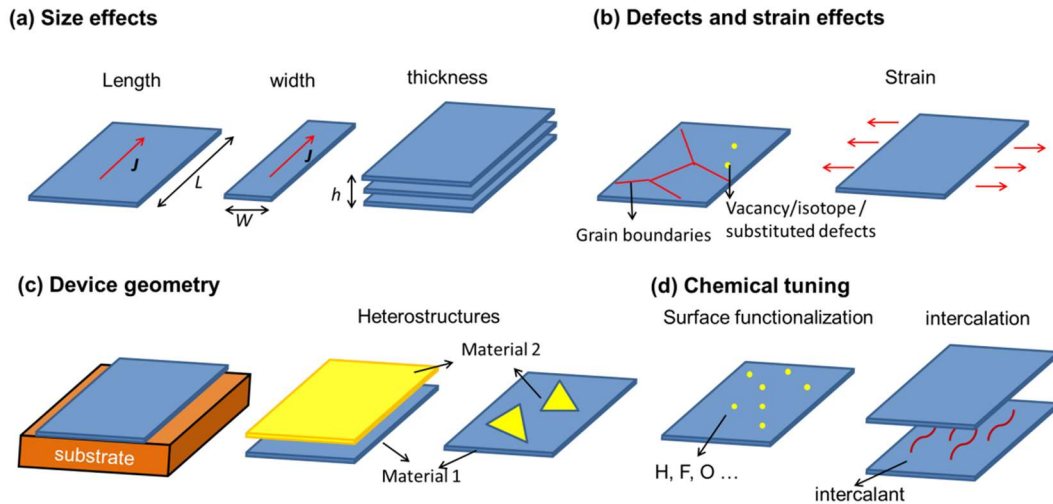 (a) Size effects
Length
width
thickness
J
J
L
W
h
(b) Defects and strain effects
Strain
Grain boundaries
Vacancy/isotope/
substituted defects
(c) Device geometry
Heterostructures
Material 2
substrate
Material 1
(d) Chemical tuning
Surface functionalization
intercalation
H, F, O ...
intercalant